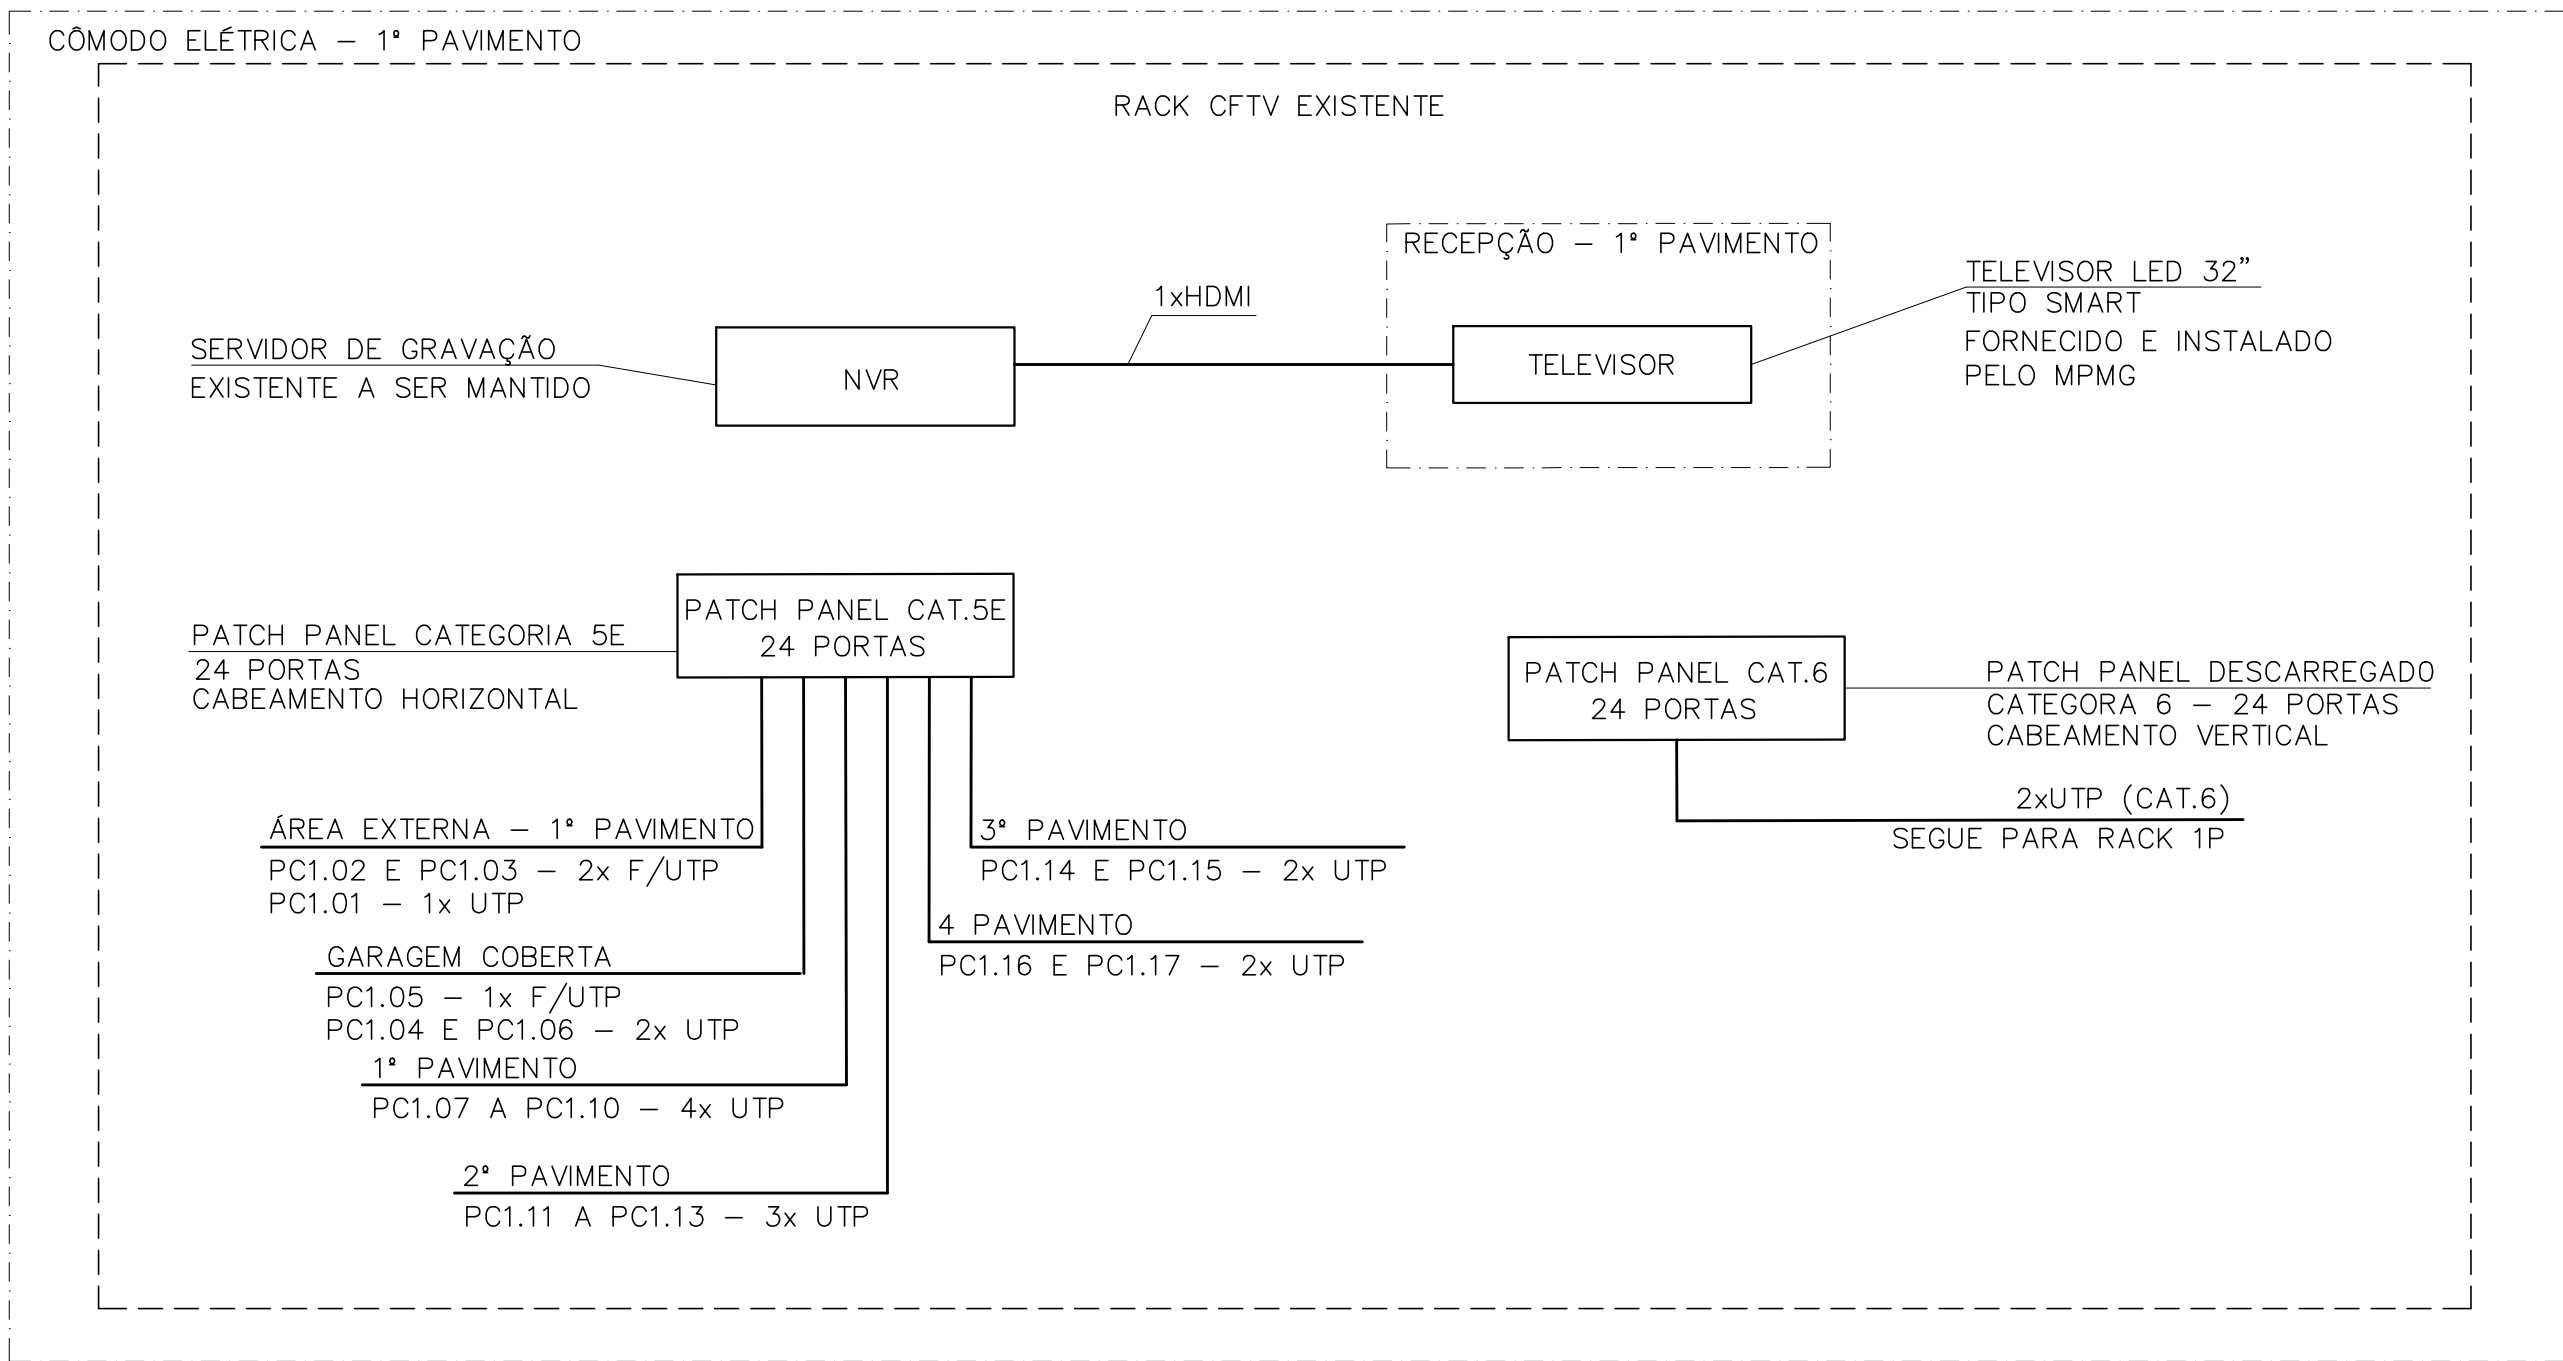 CÔMODO ELÉTRICA – 1º PAVIMENTO
RACK CFTV EXISTENTE
RECEPÇÃO – 1º PAVIMENTO
1xHDMI
SERVIDOR DE GRAVAÇÃO
EXISTENTE A SER MANTIDO
NVR
TELEVISOR
TELEVISOR LED 32”
TIPO SMART
FORNECIDO E INSTALADO
PELO MPMG
PATCH PANEL CATEGORIA 5E
24 PORTAS
CABEAMENTO HORIZONTAL
PATCH PANEL CAT.5E
24 PORTAS
PATCH PANEL CAT.6
24 PORTAS
PATCH PANEL DESCARREGADO
CATEGORA 6 – 24 PORTAS
CABEAMENTO VERTICAL
2xUTP (CAT.6)
SEGUE PARA RACK 1P
ÁREA EXTERNA – 1º PAVIMENTO
PC1.02 E PC1.03 – 2x F/UTP
PC1.01 – 1x UTP
3º PAVIMENTO
PC1.14 E PC1.15 – 2x UTP
4 PAVIMENTO
PC1.16 E PC1.17 – 2x UTP
GARAGEM COBERTA
PC1.05 – 1x F/UTP
PC1.04 E PC1.06 – 2x UTP
1º PAVIMENTO
PC1.07 A PC1.10 – 4x UTP
2º PAVIMENTO
PC1.11 A PC1.13 – 3x UTP